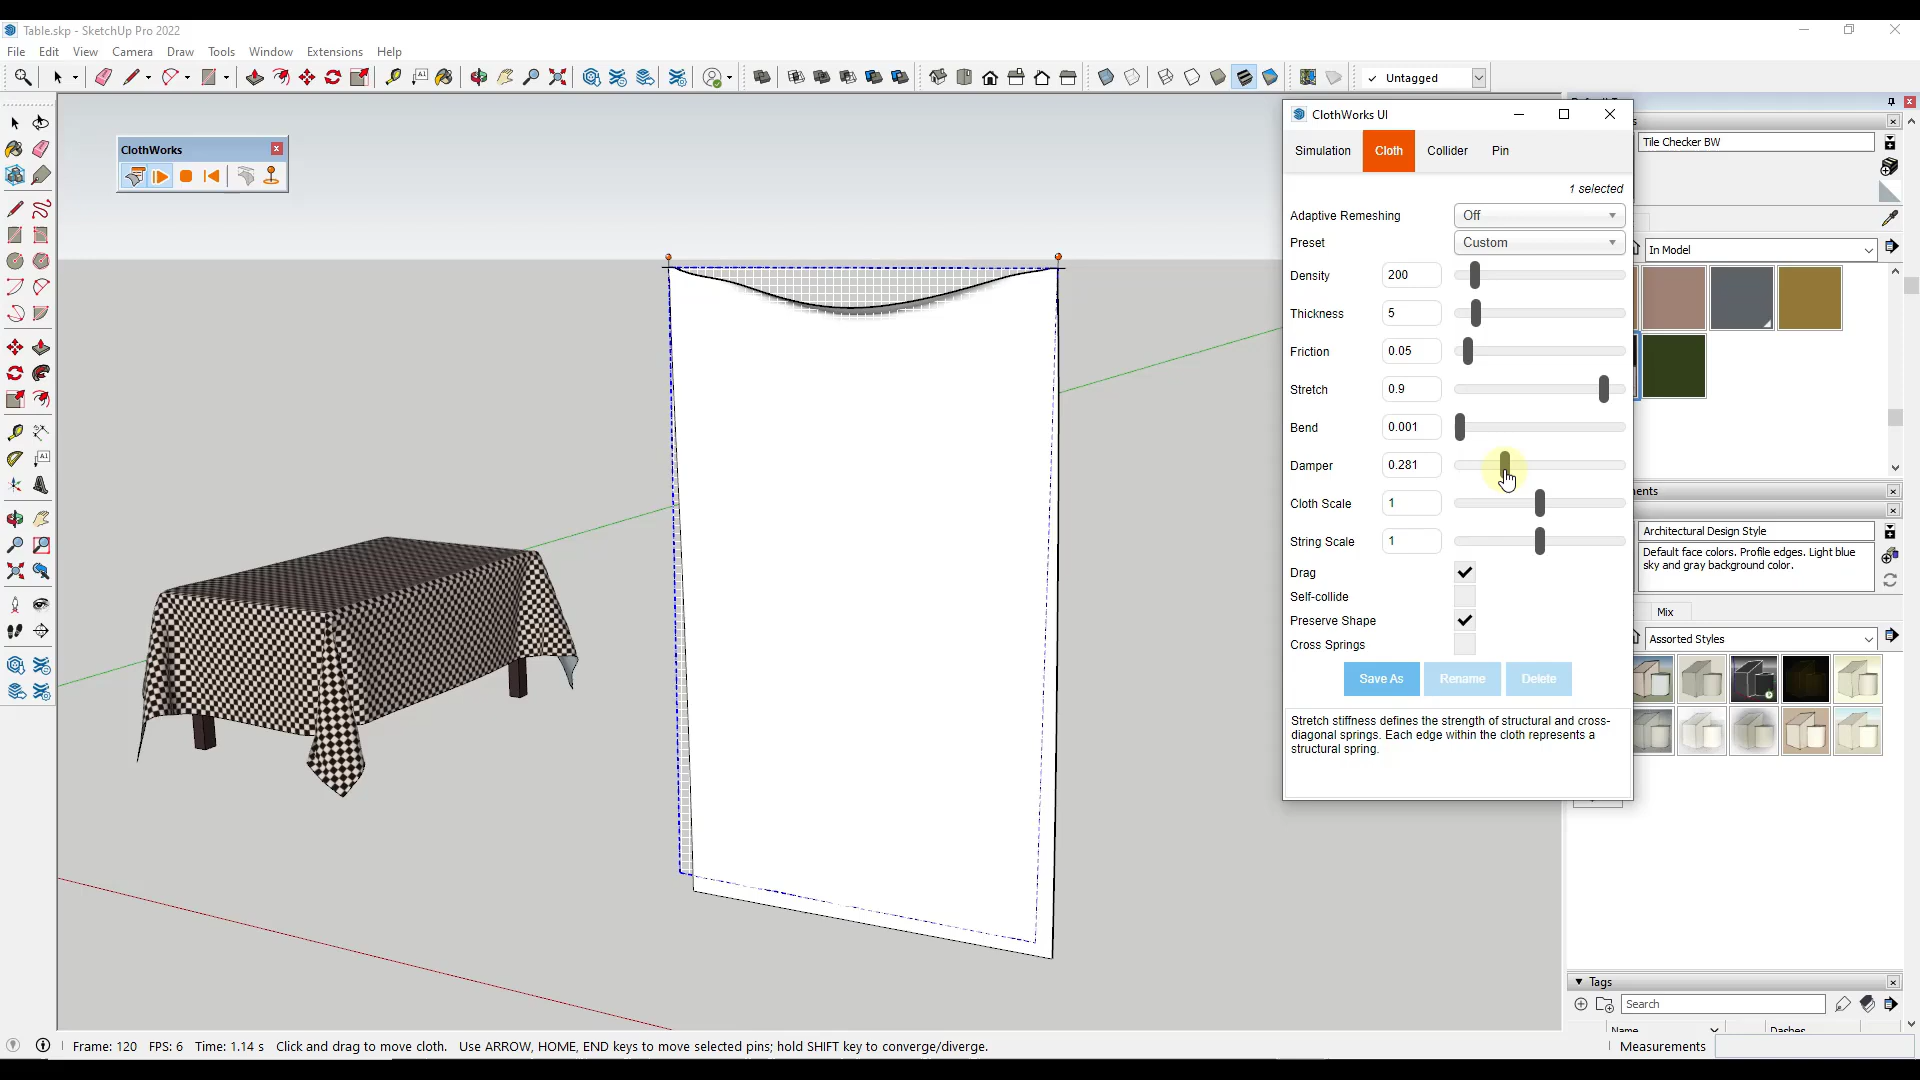 Table.skp - SketchUp Pro 2022
File Edit View Camera Draw Tools Window Extensions Help
Untagged
ClothWorks
ClothWorks UI
Simulation Cloth Collider Pin
1 selected
Adaptive Remeshing Off
Preset Custom
Density 200
Thickness 5
Friction 0.05
Stretch 0.9
Bend 0.001
Damper 0.281
Cloth Scale 1
String Scale 1
Drag
Self-collide
Preserve Shape
Cross Springs
Save As Rename Delete
Stretch stiffness defines the strength of structural and cross-
diagonal springs. Each edge within the cloth represents a
structural spring.
Tile Checker BW
In Model
Architectural Design Style
Default face colors. Profile edges. Light blue
sky and gray background color.
Mix
Assorted Styles
Tags
Search
Name Dashes
Frame: 120 FPS: 6 Time: 1.14 s Click and drag to move cloth. Use ARROW, HOME, END keys to move selected pins; hold SHIFT key to converge/diverge.
Measurements